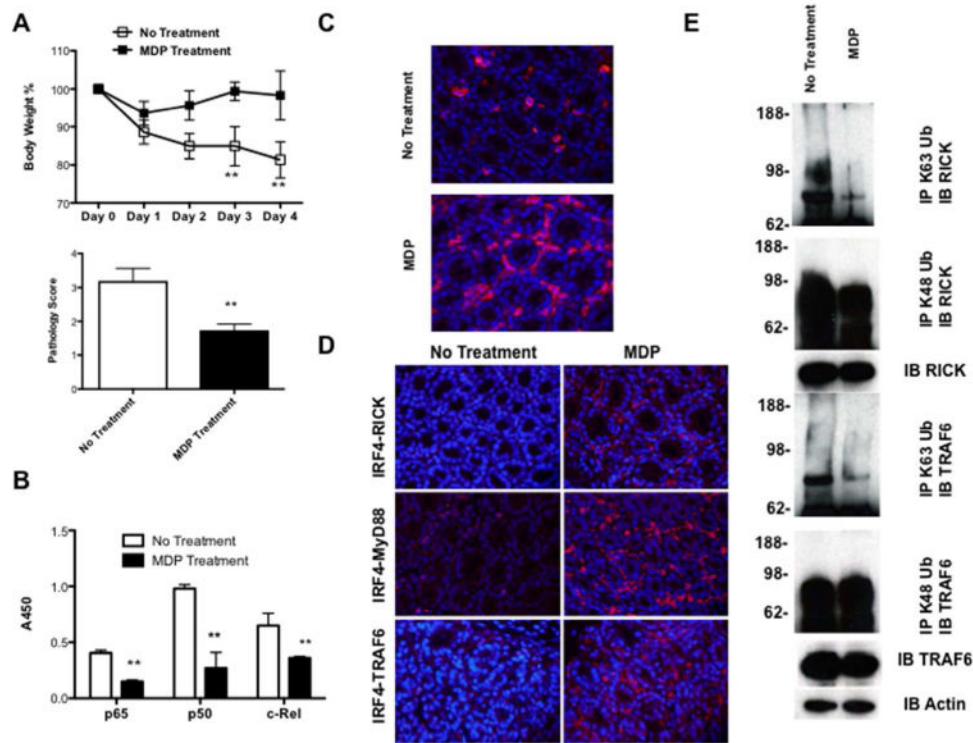 A
No Treatment
MDP Treatment
Body Weight %
110
100
90
80
70
Day 0 Day 1 Day 2 Day 3 Day 4
**
**
Pathology Score
4
3
2
1
0
**
No Treatment
MDP Treatment
B
No Treatment
MDP Treatment
A450
1.5
1.0
0.5
0.0
** ** **
p65 p50 c-Rel
C
No Treatment
MDP
D
No Treatment MDP
IRF4-RICK
IRF4-MyD88
IRF4-TRAF6
E
No Treatment
MDP
188-
98-
62-
IP K63 Ub
IB RICK
188-
98-
62-
IP K48 Ub
IB RICK
IB RICK
188-
98-
62-
IP K63 Ub
IB TRAF6
188-
98-
62-
IP K48 Ub
IB TRAF6
IB TRAF6
IB Actin